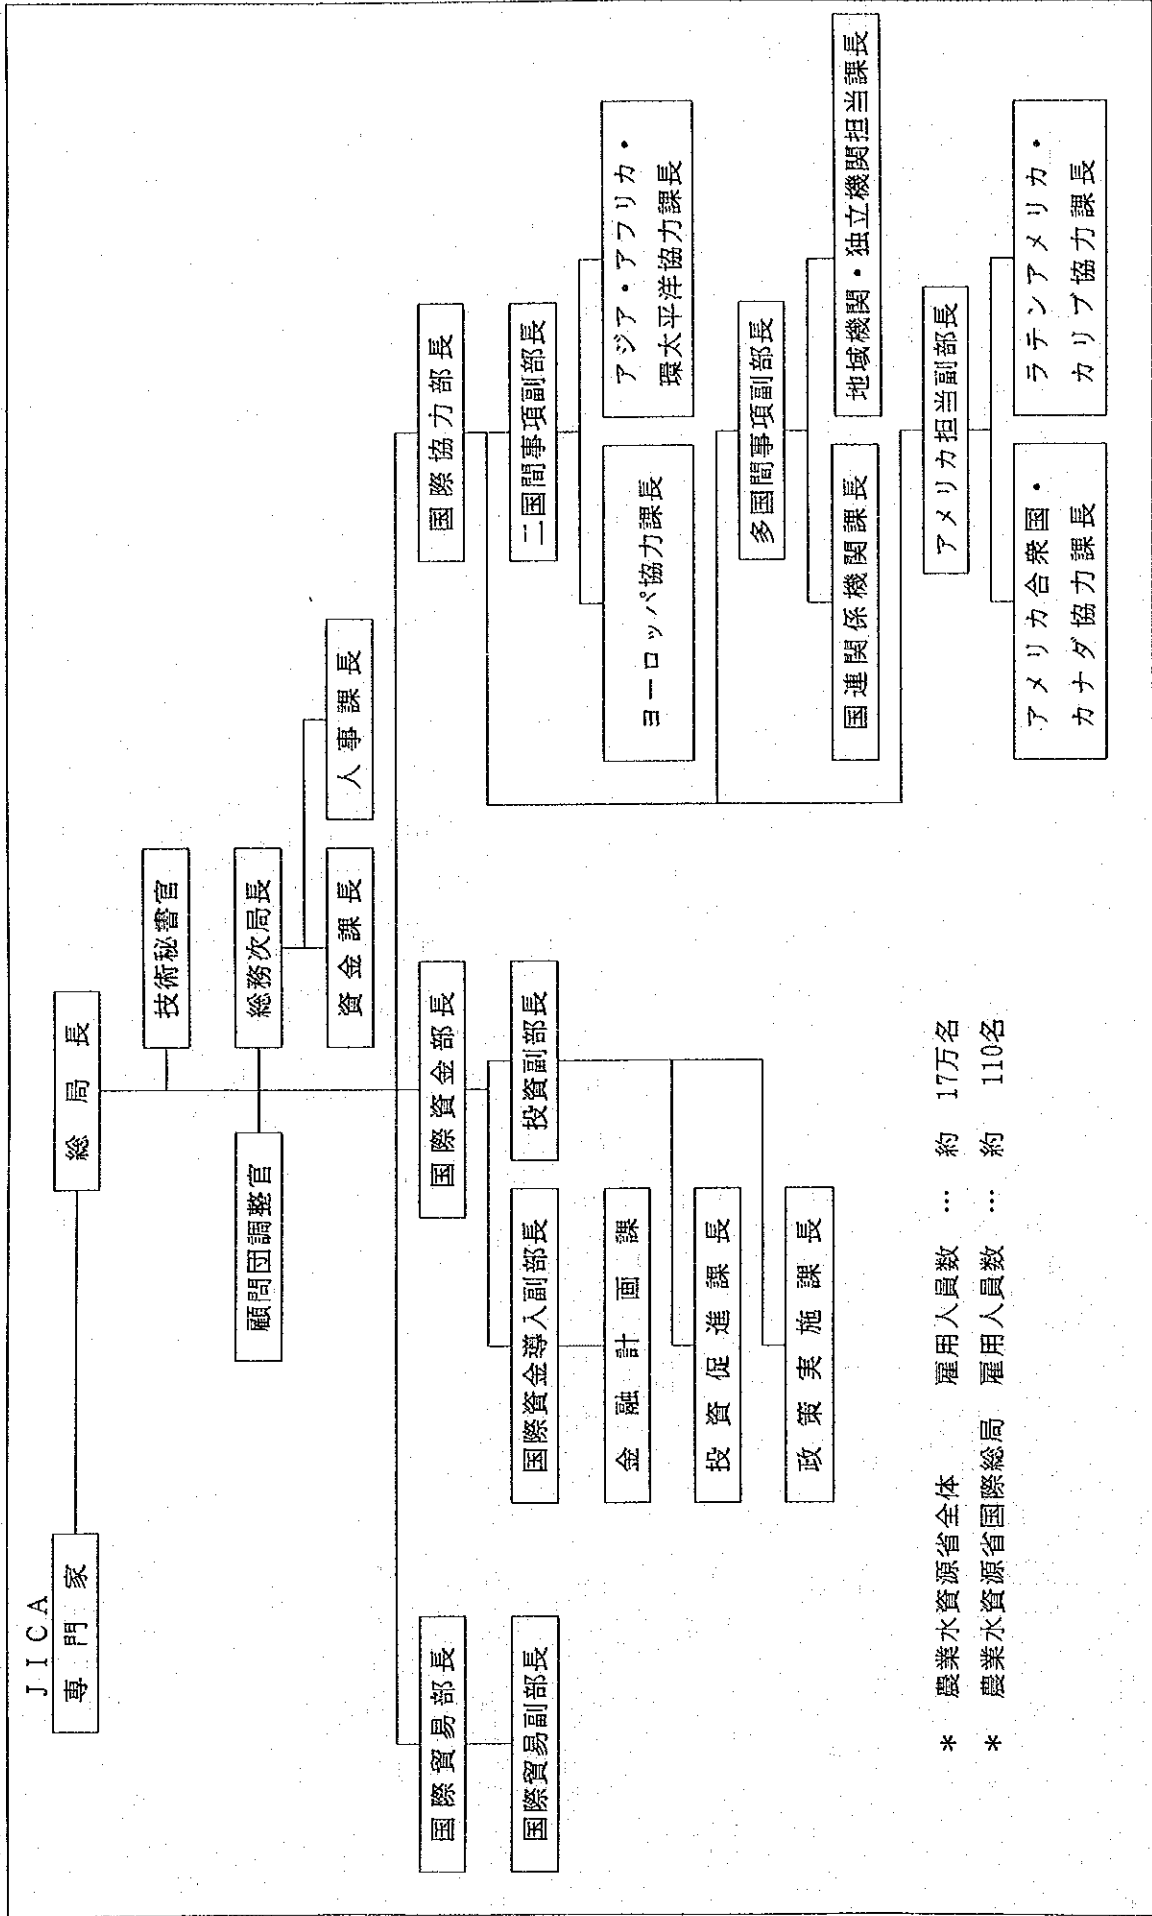 JICA
専門家
総局長
技術秘書官
顧問団調整官
総務次局長
資金課長
人事課長
国際貿易部長
国際貿易副部長
国際資金部長
国際資金導入副部長
投資副部長
金融計画課
投資促進課長
政策実施課長
国際協力部長
二国間事項副部長
ヨーロッパ協力課長
アジア・アフリカ・
環太平洋協力課長
多国間事項副部長
国連関係機関課長
地域機関・独立機関担当課長
アメリカ担当副部長
アメリカ合衆国・
カナダ協力課長
ラテンアメリカ・
カリブ協力課長
* 農業水資源省全体 雇用人員数 … 約 17万名
* 農業水資源省国際総局 雇用人員数 … 約 110名